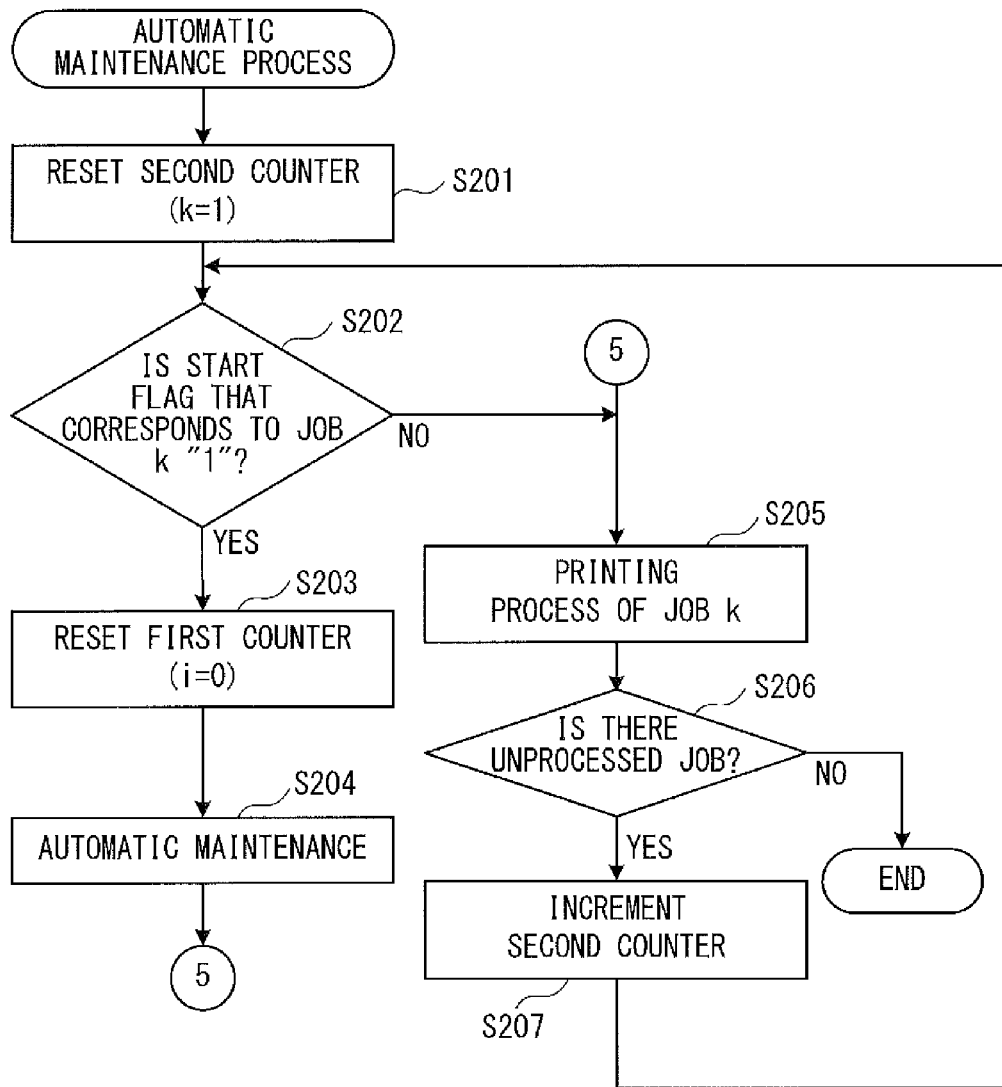 AUTOMATIC
MAINTENANCE PROCESS
RESET SECOND COUNTER
(k=1)
S201
S202
IS START
FLAG THAT
CORRESPONDS TO JOB
k "1"?
NO
YES
S203
RESET FIRST COUNTER
(i=0)
S204
AUTOMATIC MAINTENANCE
5
5
S205
PRINTING
PROCESS OF JOB k
S206
IS THERE
UNPROCESSED JOB?
NO
YES
END
INCREMENT
SECOND COUNTER
S207